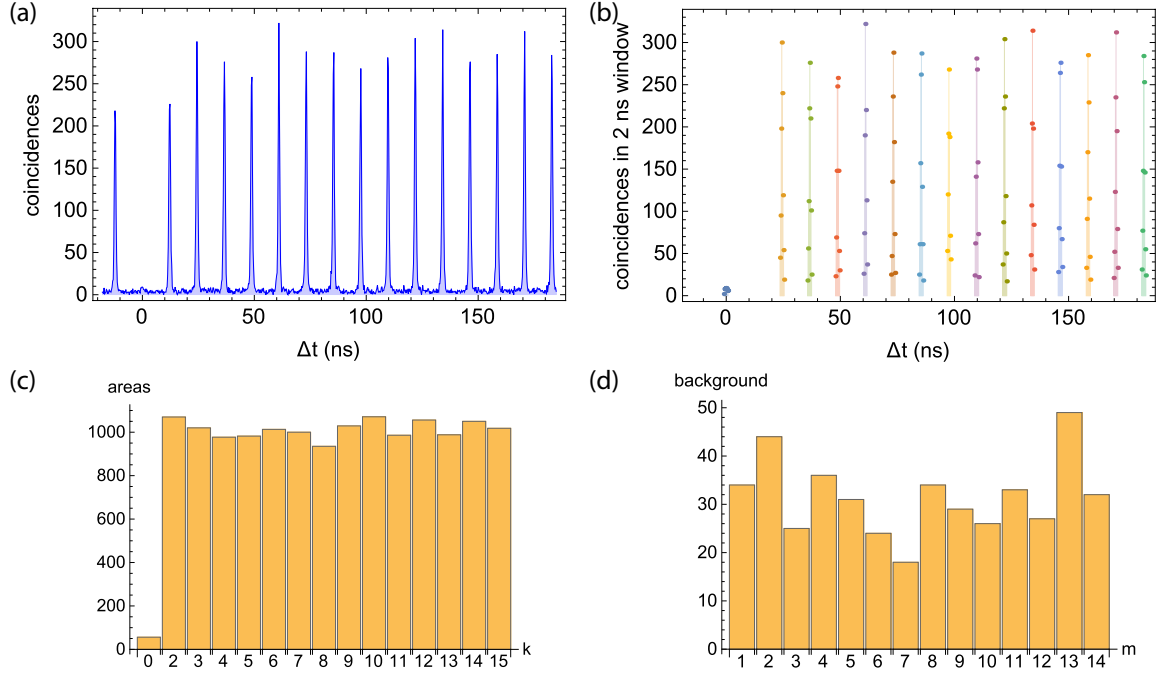 (a)
300
250
200
150
100
50
0
coincidences
0
50
100
150
Δt (ns)
(b)
300
250
200
150
100
50
0
coincidences in 2 ns window
0
50
100
150
Δt (ns)
(c)
areas
1000
800
600
400
200
0
0 2 3 4 5 6 7 8 9 10 11 12 13 14 15
k
(d)
background
50
40
30
20
10
0
1 2 3 4 5 6 7 8 9 10 11 12 13 14
m